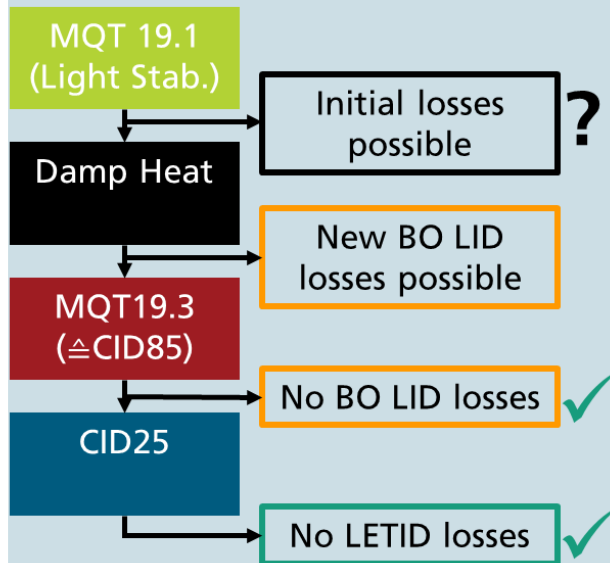 MQT 19.1
(Light Stab.)
Initial losses
possible
?
Damp Heat
New BO LID
losses possible
MQT19.3
(≙CID85)
No BO LID losses
CID25
No LETID losses